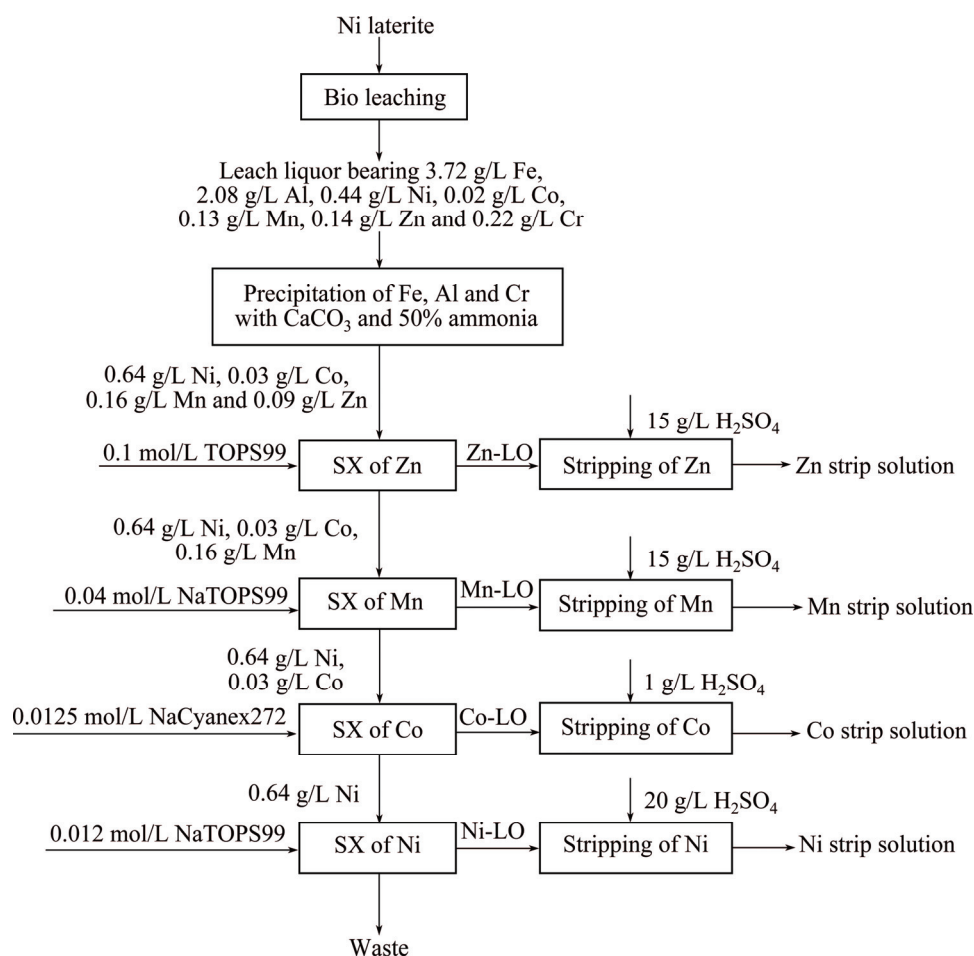 Ni laterite
Bio leaching
Leach liquor bearing 3.72 g/L Fe,
2.08 g/L Al, 0.44 g/L Ni, 0.02 g/L Co,
0.13 g/L Mn, 0.14 g/L Zn and 0.22 g/L Cr
Precipitation of Fe, Al and Cr
with CaCO₃ and 50% ammonia
0.64 g/L Ni, 0.03 g/L Co,
0.16 g/L Mn and 0.09 g/L Zn
15 g/L H₂SO₄
0.1 mol/L TOPS99
SX of Zn
Zn-LO
Stripping of Zn
Zn strip solution
0.64 g/L Ni, 0.03 g/L Co,
0.16 g/L Mn
15 g/L H₂SO₄
0.04 mol/L NaTOPS99
SX of Mn
Mn-LO
Stripping of Mn
Mn strip solution
0.64 g/L Ni,
0.03 g/L Co
1 g/L H₂SO₄
0.0125 mol/L NaCyanex272
SX of Co
Co-LO
Stripping of Co
Co strip solution
0.64 g/L Ni
20 g/L H₂SO₄
0.012 mol/L NaTOPS99
SX of Ni
Ni-LO
Stripping of Ni
Ni strip solution
Waste